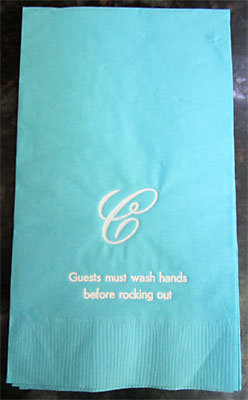 C
Guests must wash hands
before rocking out